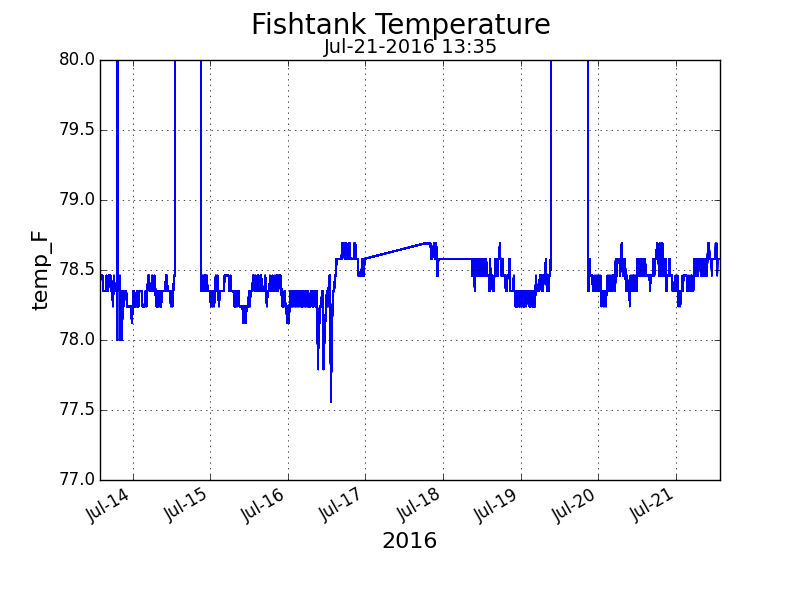 Fishtank Temperature
Jul-21-2016 13:35
80.0
79.5
79.0
78.5
78.0
77.5
77.0
temp_F
Jul-14 Jul-15 Jul-16 Jul-17 Jul-18 Jul-19 Jul-20 Jul-21
2016